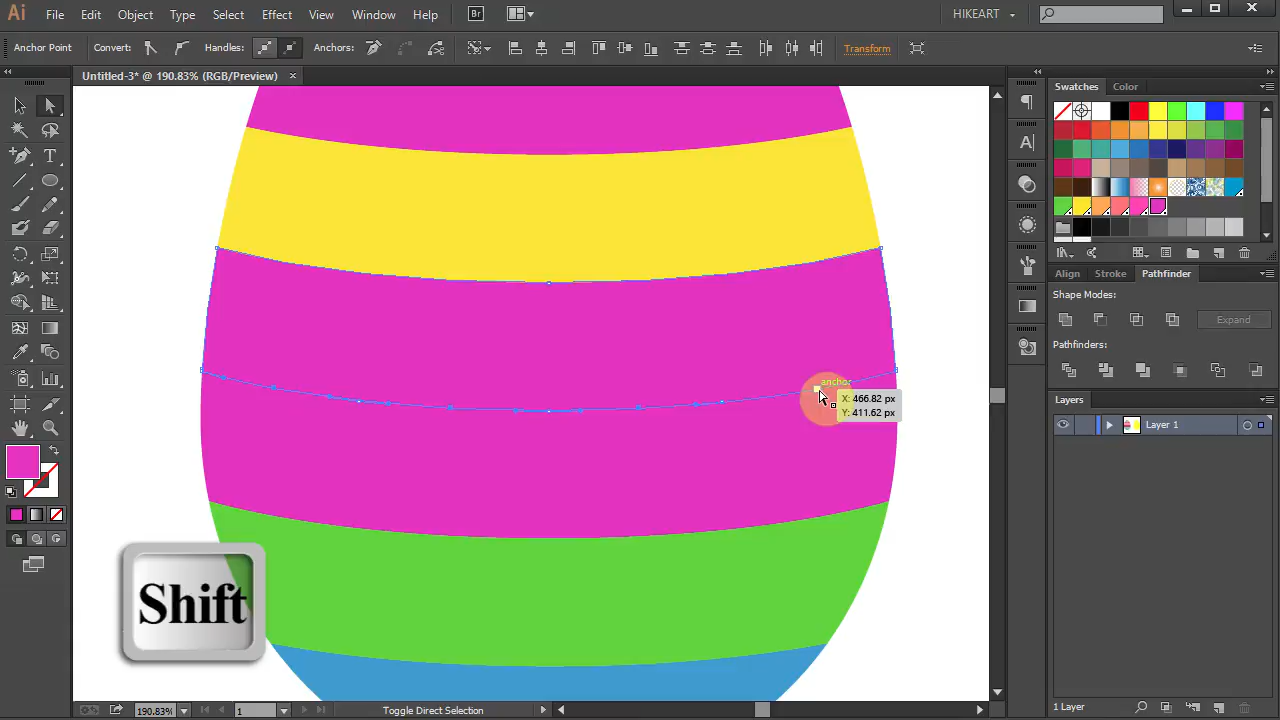 Ai File Edit Object Type Select Effect View Window Help Br HIKEART
Anchor Point Convert: Handles: Anchors: Transform
Untitled-3* @ 190.83% (RGB/Preview)
Swatches Color
Align Stroke Pathfinder
Shape Modes:
Expand
Pathfinders:
anchor
X: 466.82 px
Y: 411.62 px
Layers
Layer 1
Shift
190.83% 1 Toggle Direct Selection
1 Layer